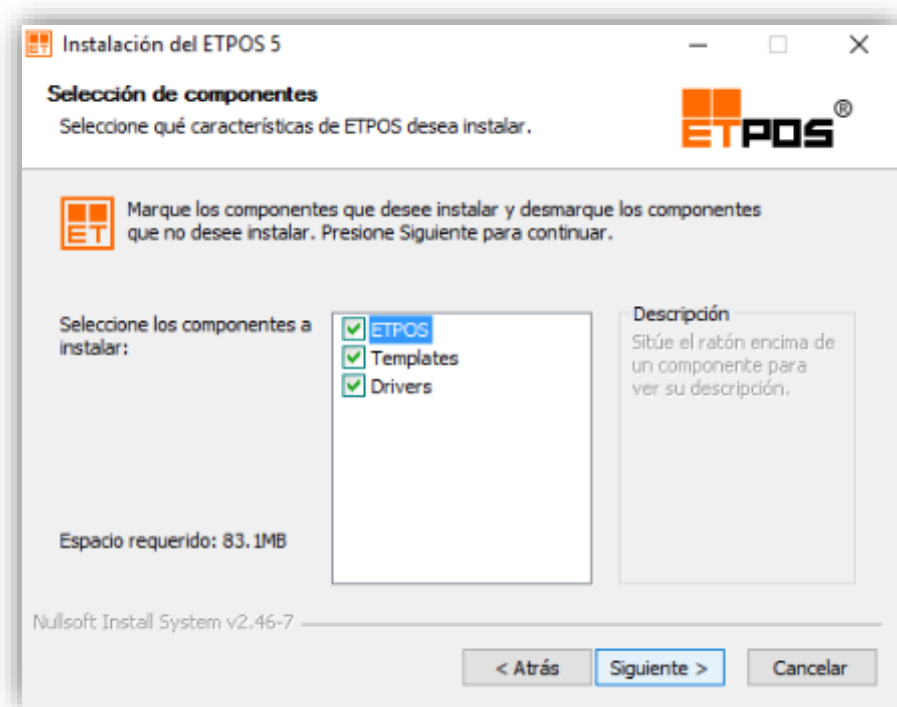 Instalación del ETPOS 5
Selección de componentes
Seleccione qué características de ETPOS desea instalar.
ETPOS®
ET
Marque los componentes que desee instalar y desmarque los componentes
que no desee instalar. Presione Siguiente para continuar.
Seleccione los componentes a
instalar:
ETPOS
Templates
Drivers
Descripción
Sitúe el ratón encima de
un componente para
ver su descripción.
Espacio requerido: 83.1MB
Nullsoft Install System v2.46-7
< Atrás
Siguiente >
Cancelar